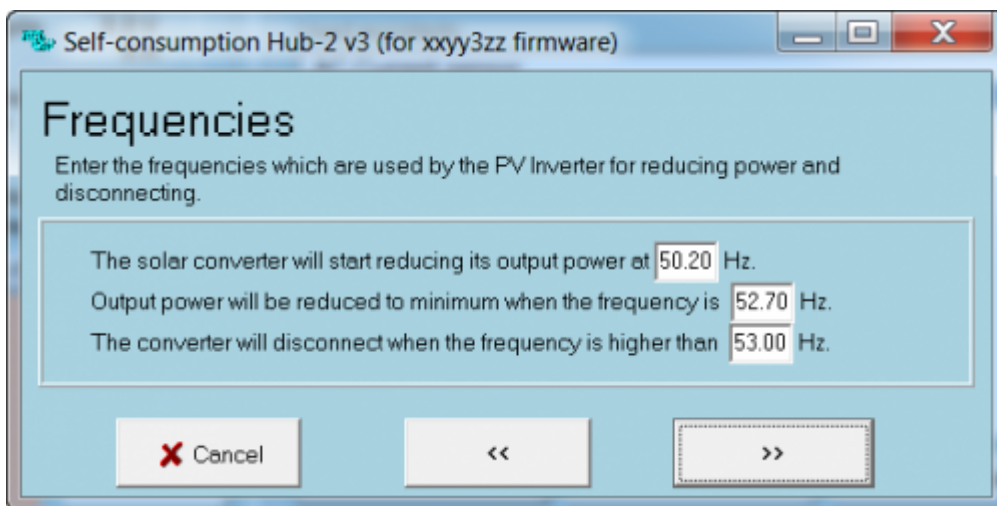 Self-consumption Hub-2 v3 (for xxyy3zz firmware)
Frequencies
Enter the frequencies which are used by the PV Inverter for reducing power and
disconnecting.
The solar converter will start reducing its output power at 50.20 Hz.
Output power will be reduced to minimum when the frequency is 52.70 Hz.
The converter will disconnect when the frequency is higher than 53.00 Hz.
Cancel
<<
>>